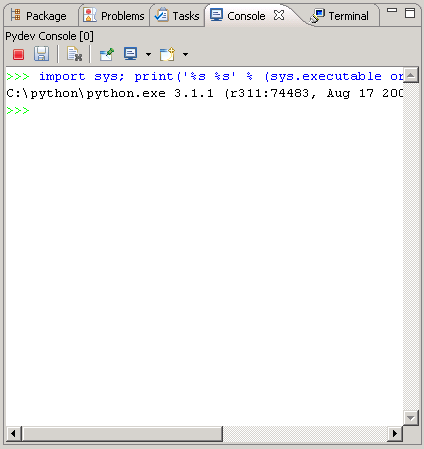 Package Problems Tasks Console Terminal
Pydev Console [0]
>>> import sys; print('%s %s' % (sys.executable or
C:\python\python.exe 3.1.1 (r311:74483, Aug 17 200
>>>